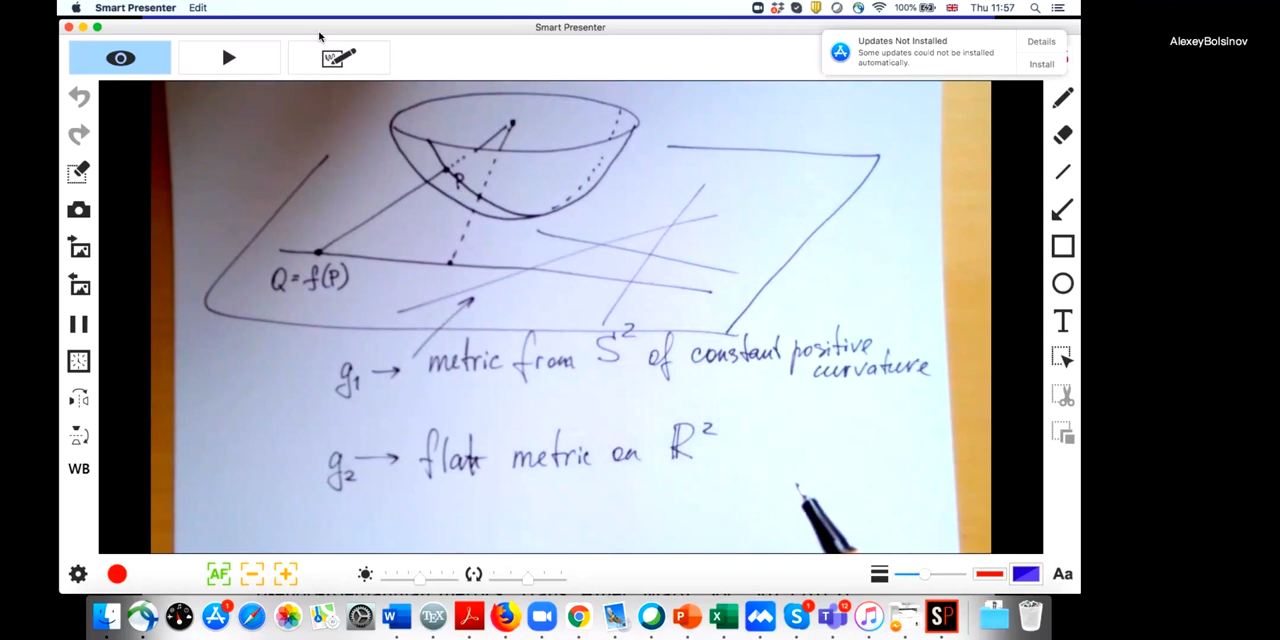 Smart Presenter Edit
100% Thu 11:57
Smart Presenter
AlexeyBolsinov
Updates Not Installed
Some updates could not be installed
automatically.
Details
Install
P
Q = f(P)
g₁ → metric from S² of constant positive
curvature
g₂ → flat metric on ℝ²
T
WB
AF
Aa